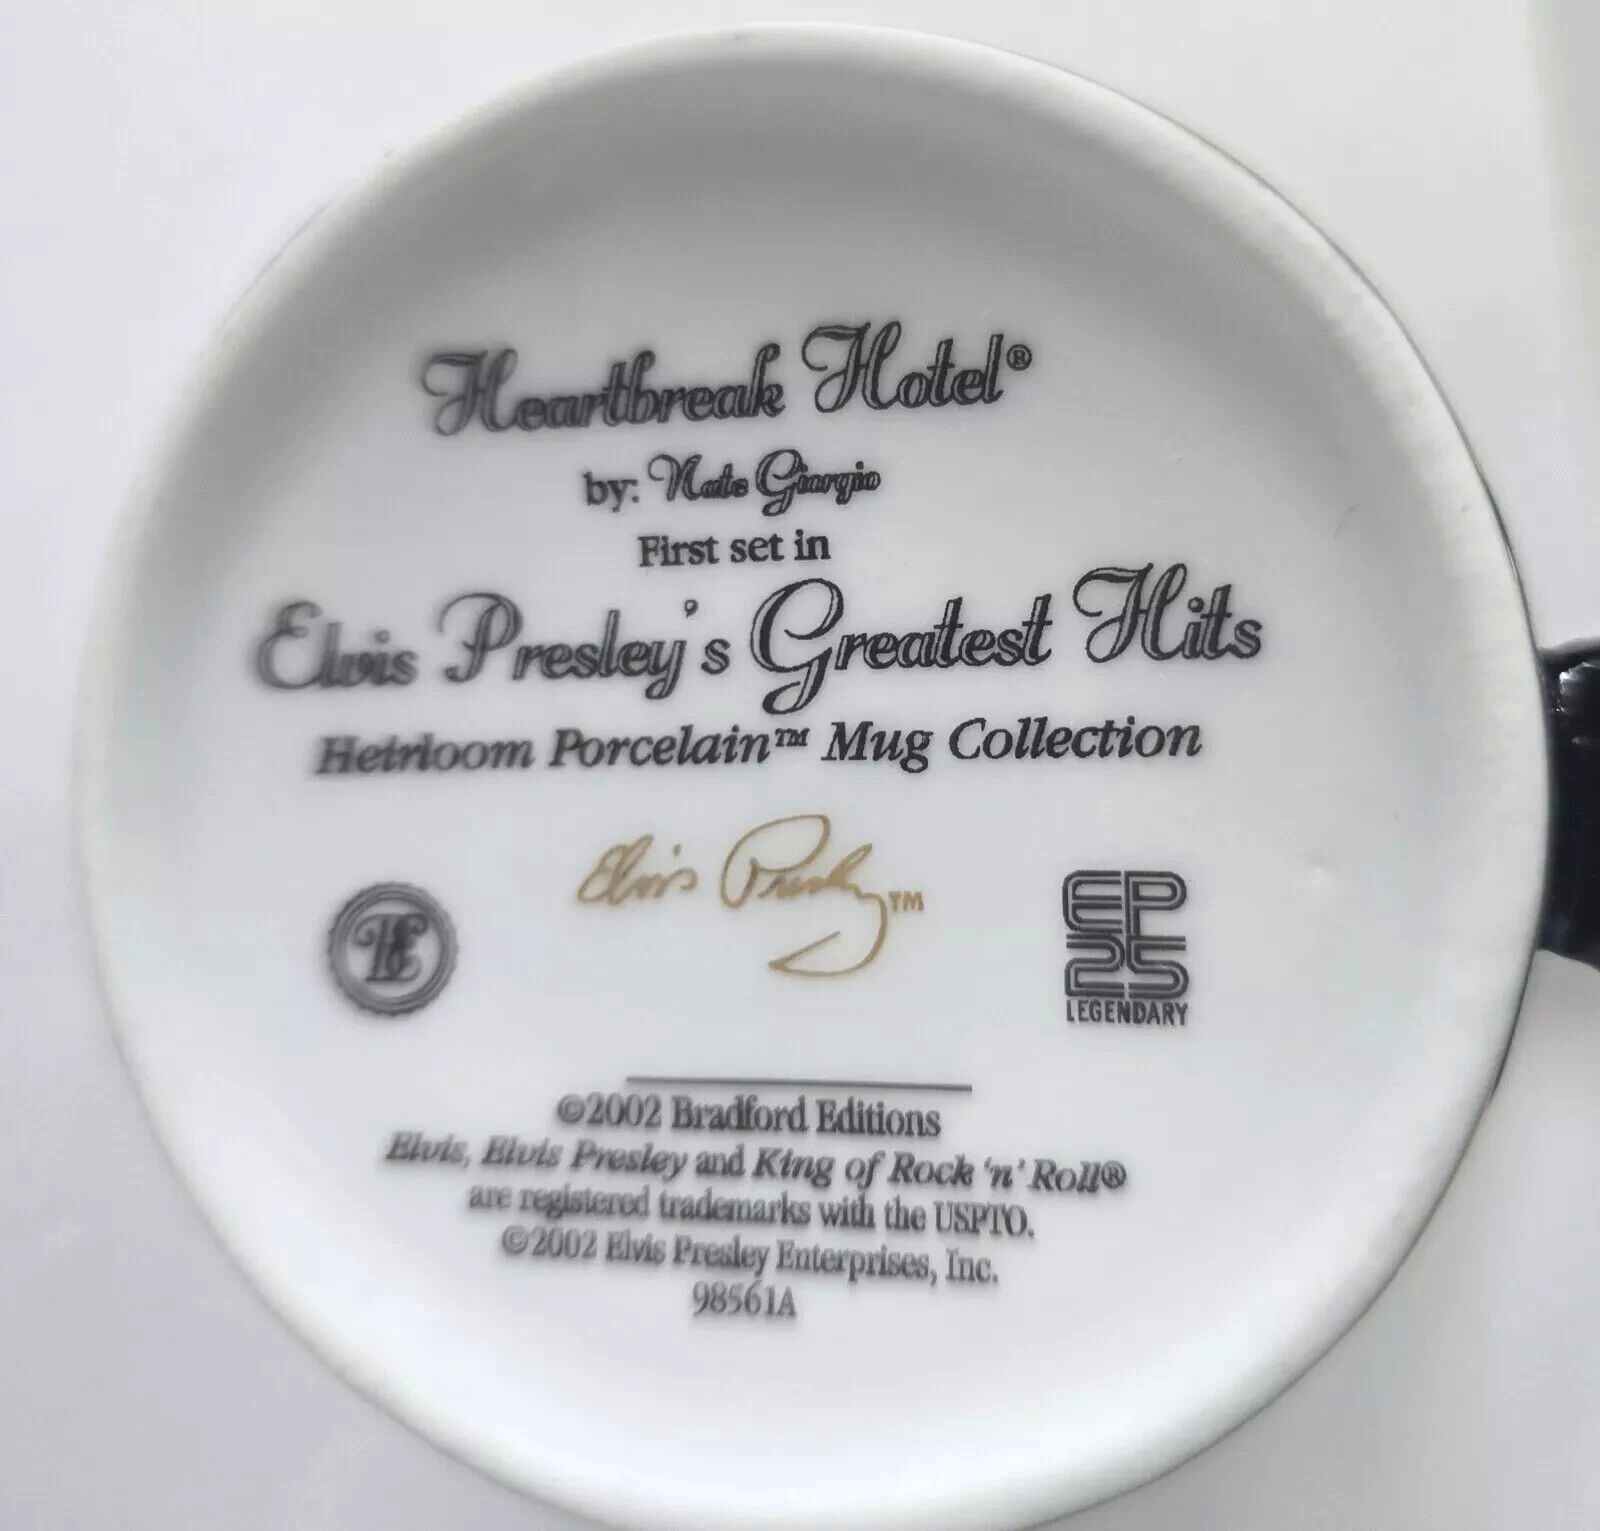 Heartbreak Hotel®
by: Nate Giorgio
First set in
Elvis Presley's Greatest Hits
Heirloom Porcelain™ Mug Collection
Elvis Presley™
BE
EP
25
LEGENDARY
©2002 Bradford Editions
Elvis, Elvis Presley and King of Rock 'n' Roll®
are registered trademarks with the USPTO.
©2002 Elvis Presley Enterprises, Inc.
98561A